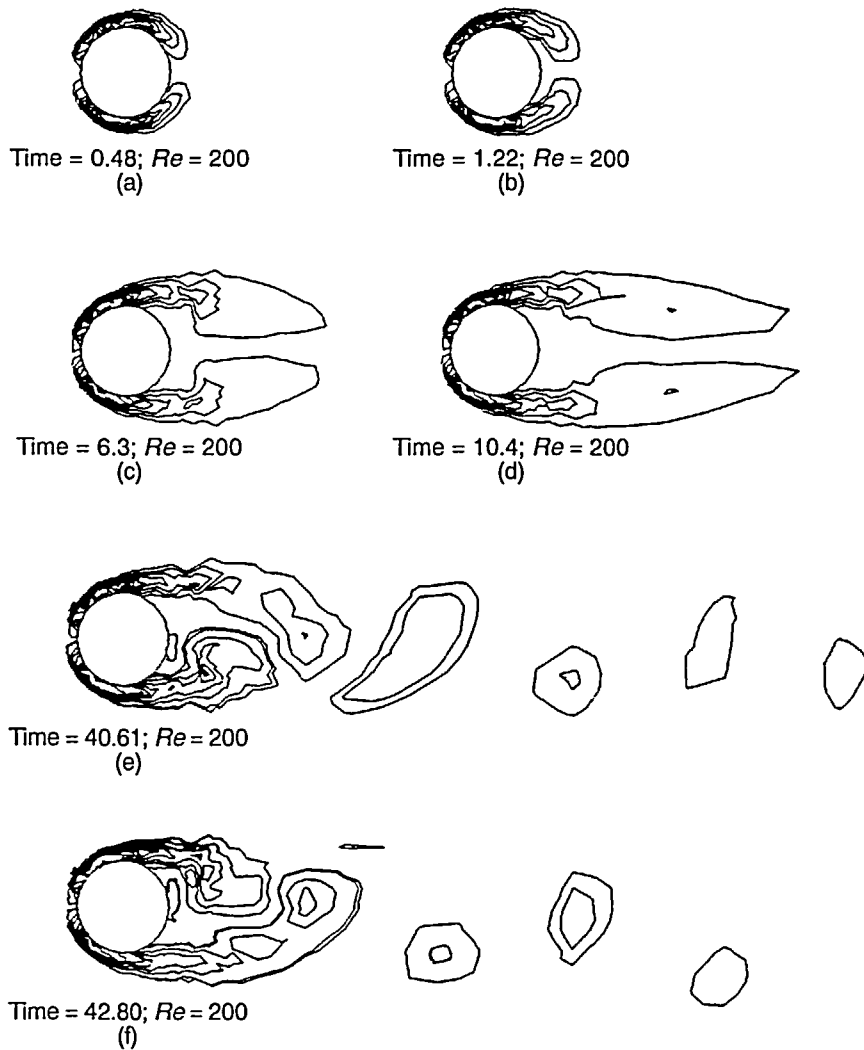 Time = 0.48; Re = 200
(a)
Time = 1.22; Re = 200
(b)
Time = 6.3; Re = 200
(c)
Time = 10.4; Re = 200
(d)
Time = 40.61; Re = 200
(e)
Time = 42.80; Re = 200
(f)